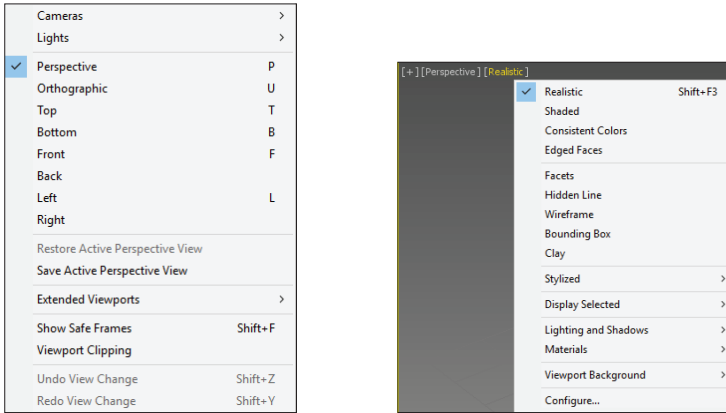 Cameras
Lights
Perspective P
Orthographic U
Top T
Bottom B
Front F
Back
Left L
Right
Restore Active Perspective View
Save Active Perspective View
Extended Viewports
Show Safe Frames Shift+F
Viewport Clipping
Undo View Change Shift+Z
Redo View Change Shift+Y
[+] [Perspective] [Realistic]
Realistic Shift+F3
Shaded
Consistent Colors
Edged Faces
Facets
Hidden Line
Wireframe
Bounding Box
Clay
Stylized
Display Selected
Lighting and Shadows
Materials
Viewport Background
Configure...